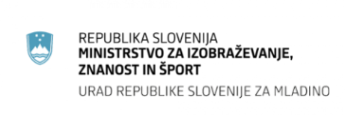 REPUBLIKA SLOVENIJA
MINISTRSTVO ZA IZOBRAŽEVANJE,
ZNANOST IN ŠPORT
URAD REPUBLIKE SLOVENIJE ZA MLADINO